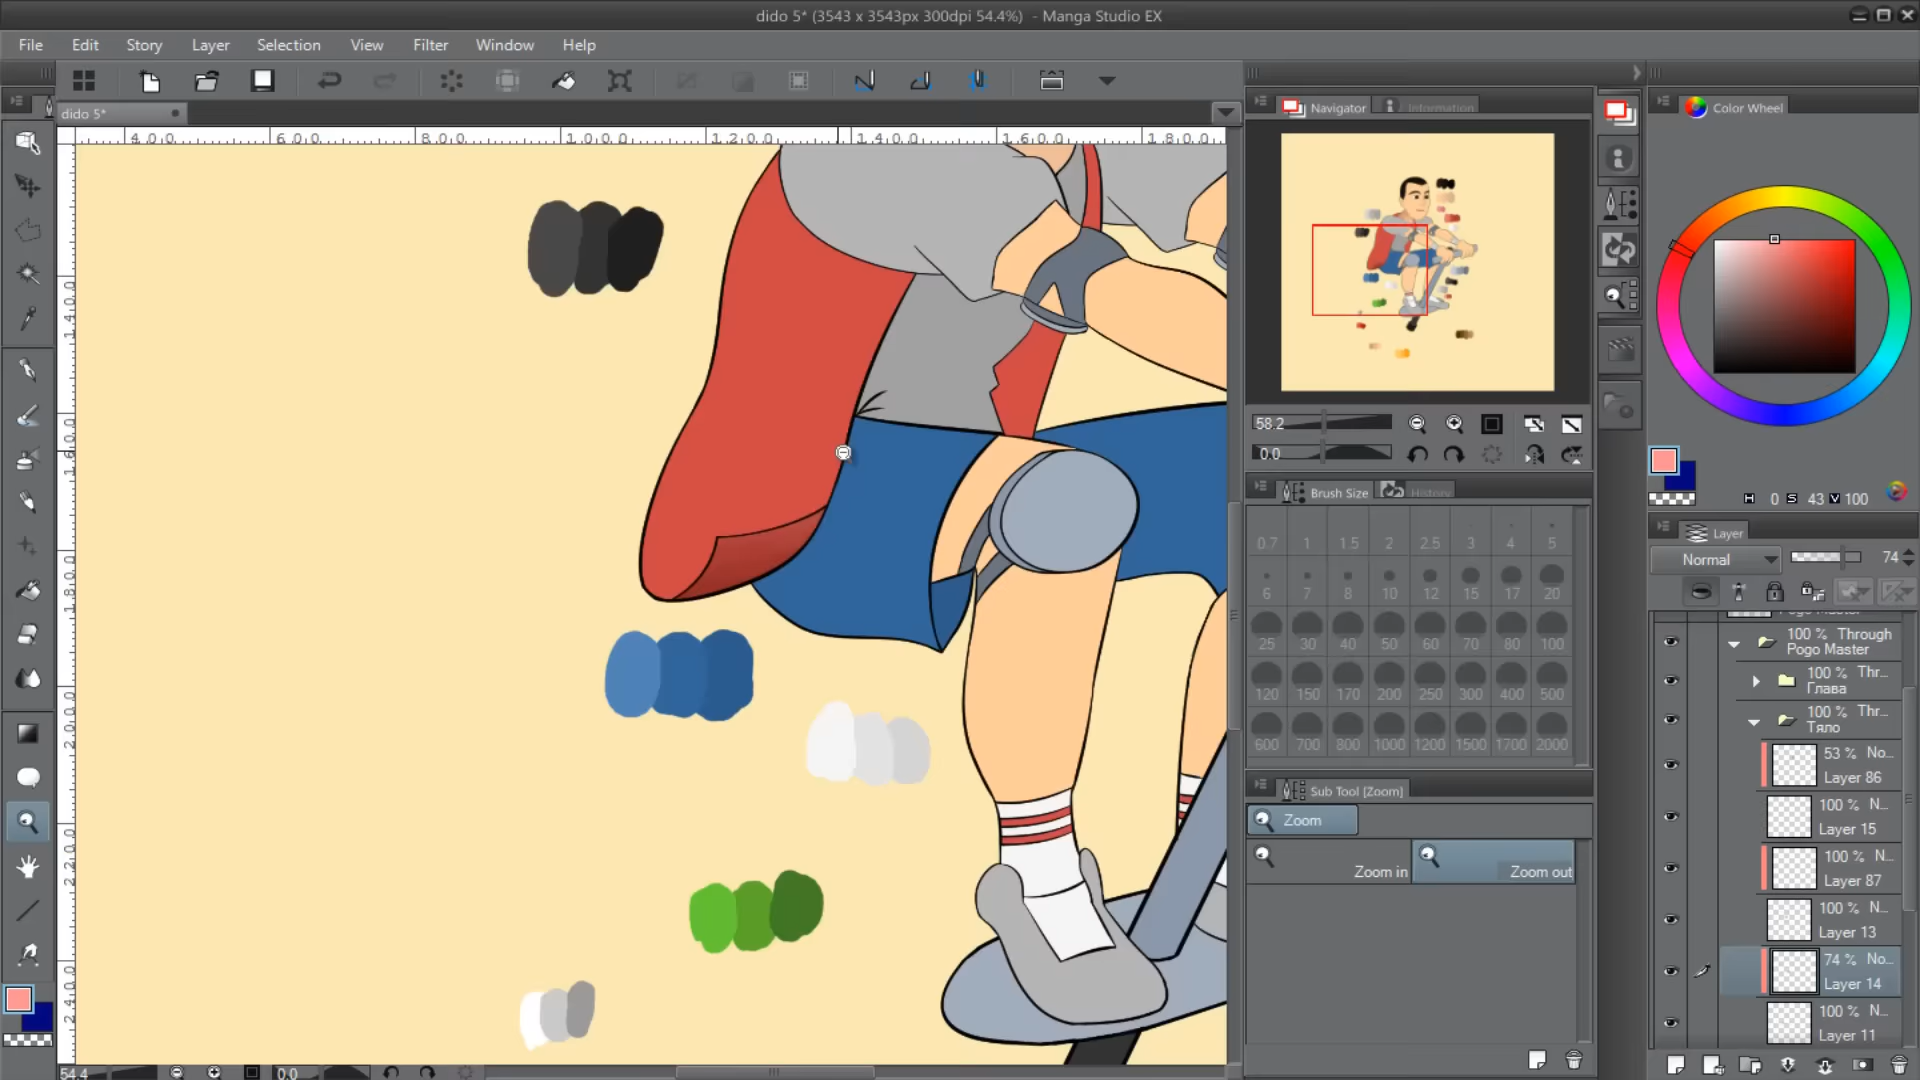 dido 5* (3543 x 3543px 300dpi 54.4%) - Manga Studio EX
File Edit Story Layer Selection View Filter Window Help
dido 5*
400 600 800 1000 1200 1400 1600 1800
1400
1600
1800
2000
2200
2400
Navigator Information
58.2
0.0
Brush Size History
0.7 1 1.5 2 2.5 3 4 5
6 7 8 10 12 15 17 20
25 30 40 50 60 70 80 100
120 150 170 200 250 300 400 500
600 700 800 1000 1200 1500 1700 2000
Sub Tool [Zoom]
Zoom
Zoom in Zoom out
Color Wheel
H 0 S 43 V 100
Layer
Normal 74
100 % Through
Pogo Master
100 % Thr...
Глава
100 % Thr...
Тяло
53 % No...
Layer 86
100 % N...
Layer 15
100 % N...
Layer 87
100 % N...
Layer 13
74 % No...
Layer 14
100 % N...
Layer 11
54.4 0.0